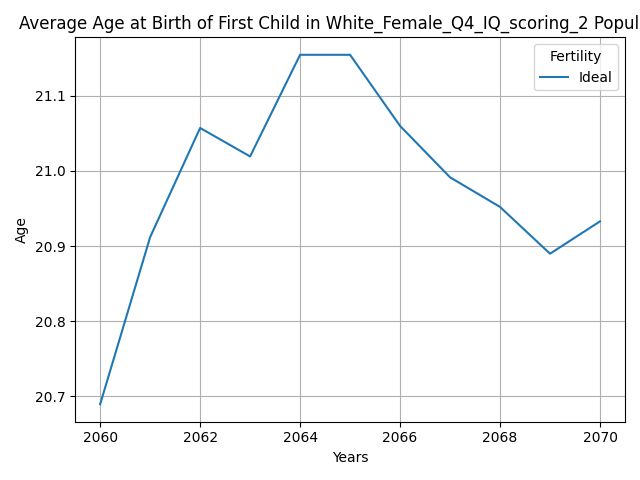 Average Age at Birth of First Child in White_Female_Q4_IQ_scoring_2 Popul
Fertility
Ideal
21.1
21.0
20.9
20.8
20.7
Age
2060
2062
2064
2066
2068
2070
Years